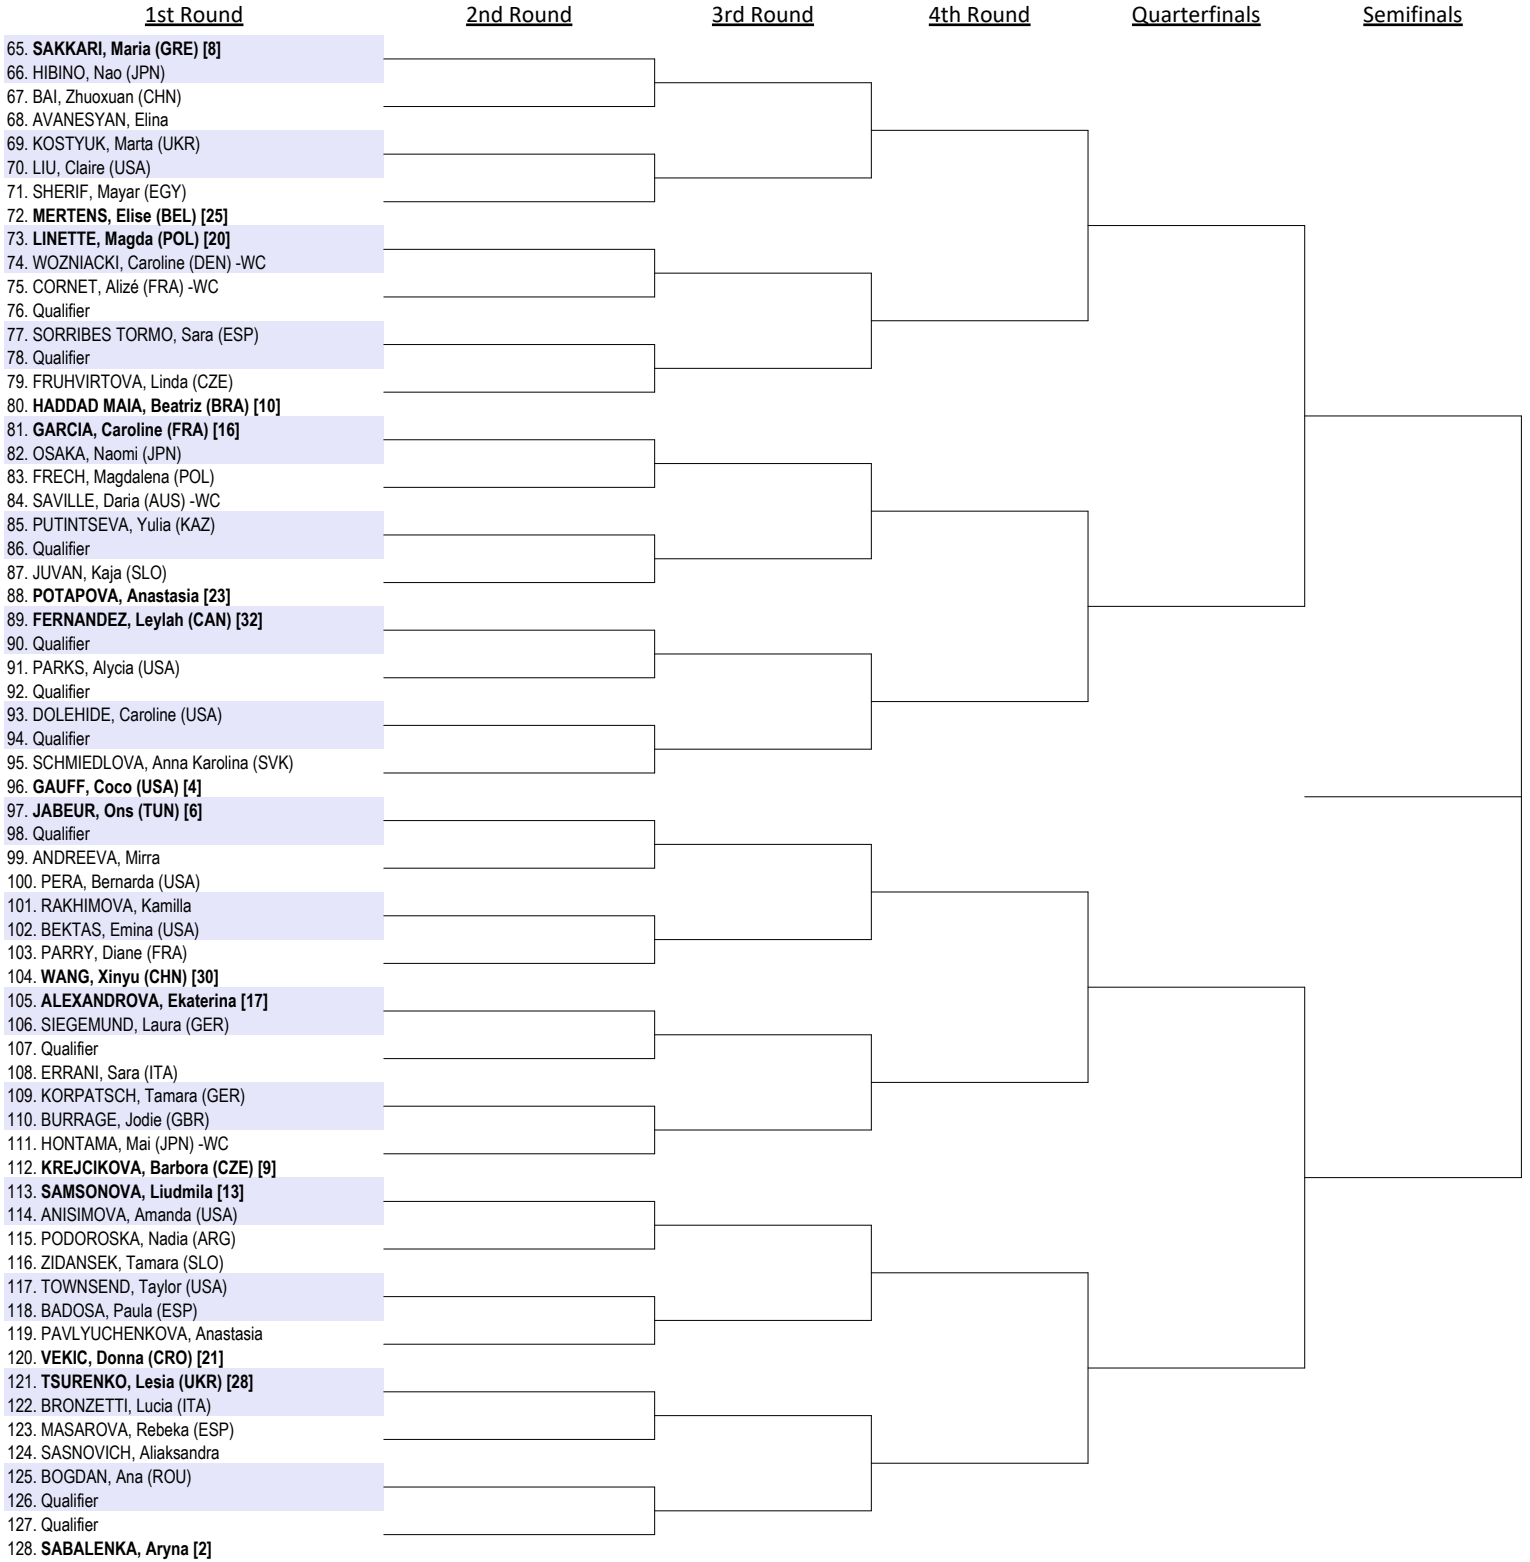 1st Round 2nd Round 3rd Round 4th Round Quarterfinals Semifinals
65. SAKKARI, Maria (GRE) [8]
66. HIBINO, Nao (JPN)
67. BAI, Zhuoxuan (CHN)
68. AVANESYAN, Elina
69. KOSTYUK, Marta (UKR)
70. LIU, Claire (USA)
71. SHERIF, Mayar (EGY)
72. MERTENS, Elise (BEL) [25]
73. LINETTE, Magda (POL) [20]
74. WOZNIACKI, Caroline (DEN) -WC
75. CORNET, Alizé (FRA) -WC
76. Qualifier
77. SORRIBES TORMO, Sara (ESP)
78. Qualifier
79. FRUHVIRTOVA, Linda (CZE)
80. HADDAD MAIA, Beatriz (BRA) [10]
81. GARCIA, Caroline (FRA) [16]
82. OSAKA, Naomi (JPN)
83. FRECH, Magdalena (POL)
84. SAVILLE, Daria (AUS) -WC
85. PUTINTSEVA, Yulia (KAZ)
86. Qualifier
87. JUVAN, Kaja (SLO)
88. POTAPOVA, Anastasia [23]
89. FERNANDEZ, Leylah (CAN) [32]
90. Qualifier
91. PARKS, Alycia (USA)
92. Qualifier
93. DOLEHIDE, Caroline (USA)
94. Qualifier
95. SCHMIEDLOVA, Anna Karolina (SVK)
96. GAUFF, Coco (USA) [4]
97. JABEUR, Ons (TUN) [6]
98. Qualifier
99. ANDREEVA, Mirra
100. PERA, Bernarda (USA)
101. RAKHIMOVA, Kamilla
102. BEKTAS, Emina (USA)
103. PARRY, Diane (FRA)
104. WANG, Xinyu (CHN) [30]
105. ALEXANDROVA, Ekaterina [17]
106. SIEGEMUND, Laura (GER)
107. Qualifier
108. ERRANI, Sara (ITA)
109. KORPATSCH, Tamara (GER)
110. BURRAGE, Jodie (GBR)
111. HONTAMA, Mai (JPN) -WC
112. KREJCIKOVA, Barbora (CZE) [9]
113. SAMSONOVA, Liudmila [13]
114. ANISIMOVA, Amanda (USA)
115. PODOROSKA, Nadia (ARG)
116. ZIDANSEK, Tamara (SLO)
117. TOWNSEND, Taylor (USA)
118. BADOSA, Paula (ESP)
119. PAVLYUCHENKOVA, Anastasia
120. VEKIC, Donna (CRO) [21]
121. TSURENKO, Lesia (UKR) [28]
122. BRONZETTI, Lucia (ITA)
123. MASAROVA, Rebeka (ESP)
124. SASNOVICH, Aliaksandra
125. BOGDAN, Ana (ROU)
126. Qualifier
127. Qualifier
128. SABALENKA, Aryna [2]